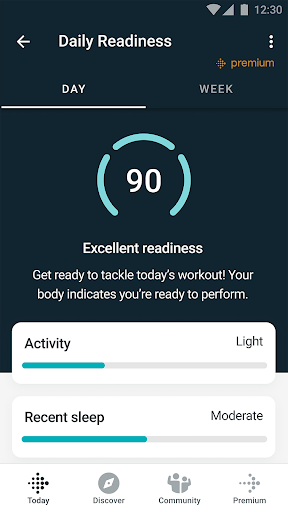 12:30
Daily Readiness
premium
DAY WEEK
90
Excellent readiness
Get ready to tackle today's workout! Your
body indicates you're ready to perform.
Activity Light
Recent sleep Moderate
Today Discover Community Premium